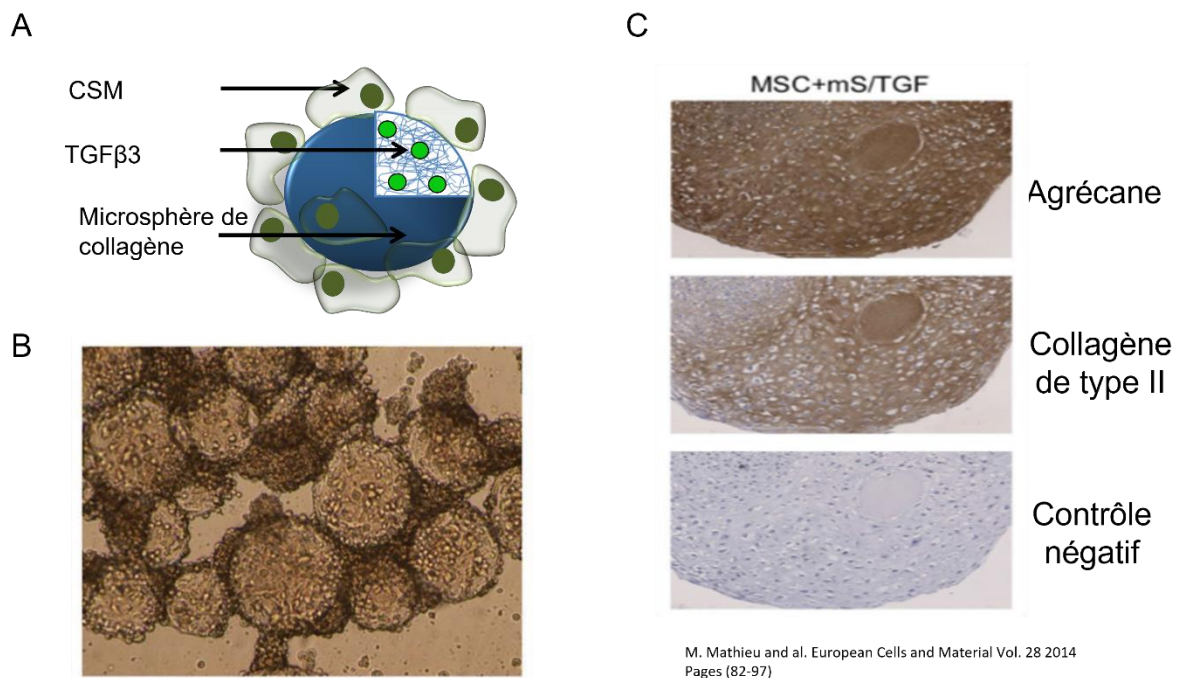 A
CSM
TGFβ3
Microsphère de
collagène
B
C
MSC+mS/TGF
Agrécane
Collagène
de type II
Contrôle
négatif
M. Mathieu and al. European Cells and Material Vol. 28 2014
Pages (82-97)